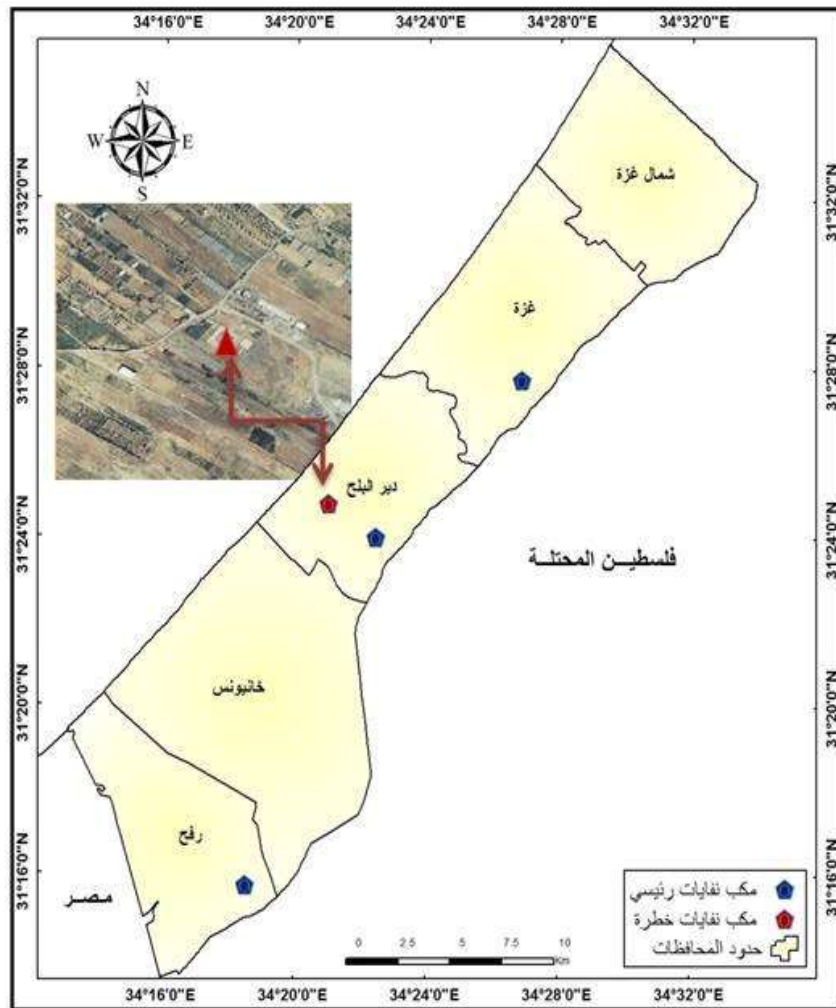 34°16'0"E 34°20'0"E 34°24'0"E 34°28'0"E 34°32'0"E
N
W E
S
31°32'0"N
31°32'0"N
شمال غزة
غزة
31°28'0"N
31°28'0"N
دير البلح
31°24'0"N
31°24'0"N
فلسطيــن المحتلــة
خانيونس
31°20'0"N
31°20'0"N
رفح
31°16'0"N
31°16'0"N
مـصــر
مكب نفايات رئيسي
مكب نفايات خطرة
حدود المحافظات
0 2.5 5 7.5 10
Km
34°16'0"E 34°20'0"E 34°24'0"E 34°28'0"E 34°32'0"E